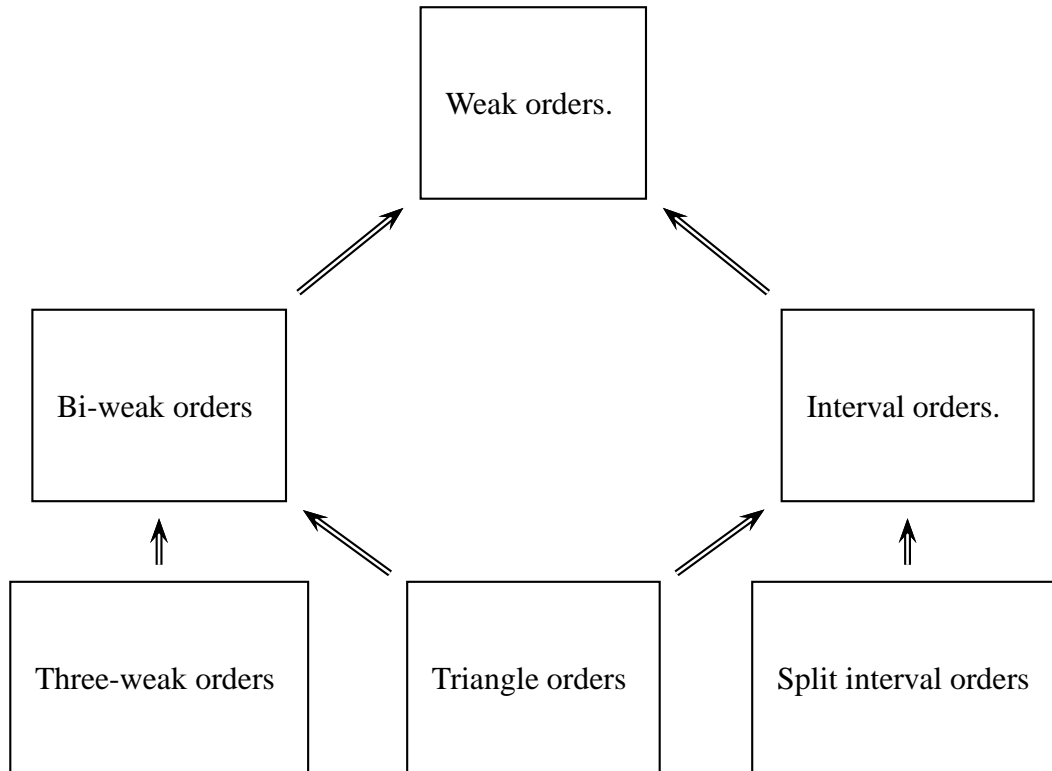 Weak orders.
Bi-weak orders
Interval orders.
Three-weak orders
Triangle orders
Split interval orders